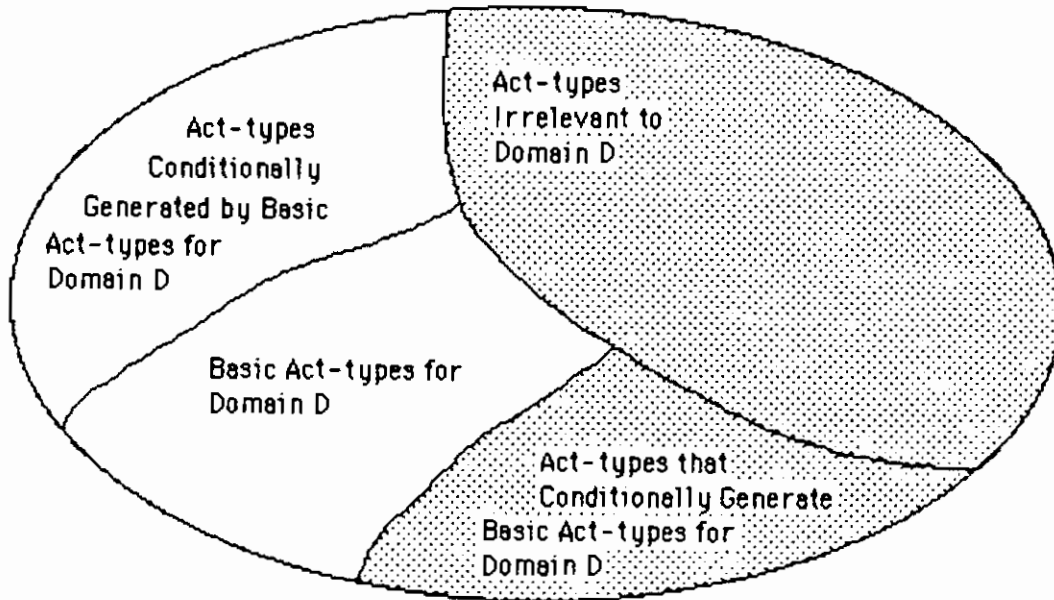 Act-types
Conditionally
Generated by Basic
Act-types for
Domain D
Act-types
Irrelevant to
Domain D
Basic Act-types for
Domain D
Act-types that
Conditionally Generate
Basic Act-types for
Domain D